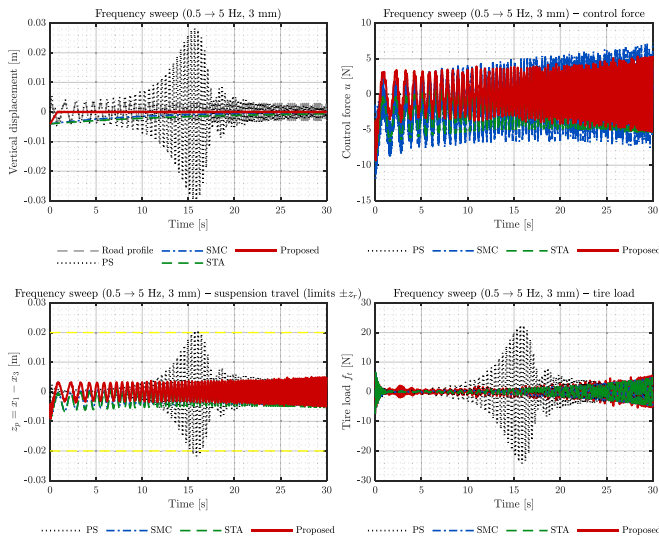 Frequency sweep (0.5 → 5 Hz, 3 mm)
0.03
0.02
0.01
0
-0.01
-0.02
-0.03
Vertical displacement [m]
0 5 10 15 20 25 30
Time [s]
Road profile SMC Proposed
PS STA
Frequency sweep (0.5 → 5 Hz, 3 mm) – control force
10
5
0
-5
-10
-15
Control force u [N]
0 5 10 15 20 25 30
Time [s]
PS SMC STA Proposed
Frequency sweep (0.5 → 5 Hz, 3 mm) – suspension travel (limits ±zᵣ)
0.03
0.02
0.01
0
-0.01
-0.02
-0.03
zₚ = x₁ − x₃ [m]
0 5 10 15 20 25 30
Time [s]
PS SMC STA Proposed
Frequency sweep (0.5 → 5 Hz, 3 mm) – tire load
30
20
10
0
-10
-20
-30
Tire load fₜ [N]
0 5 10 15 20 25 30
Time [s]
PS SMC STA Proposed